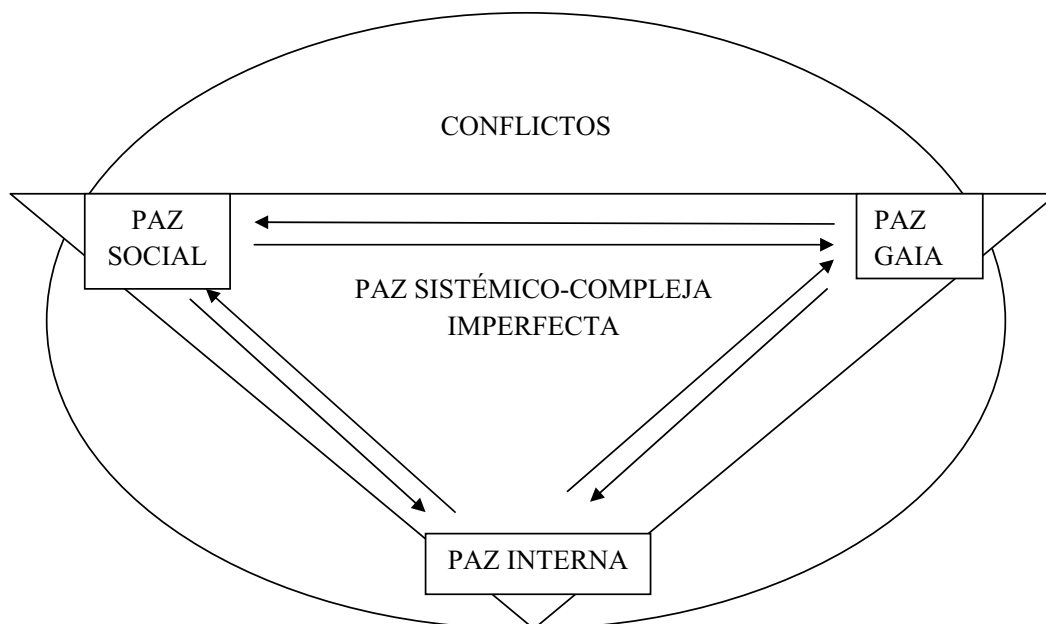 CONFLICTOS
PAZ
SOCIAL
PAZ
GAIA
PAZ SISTÉMICO-COMPLEJA
IMPERFECTA
PAZ INTERNA